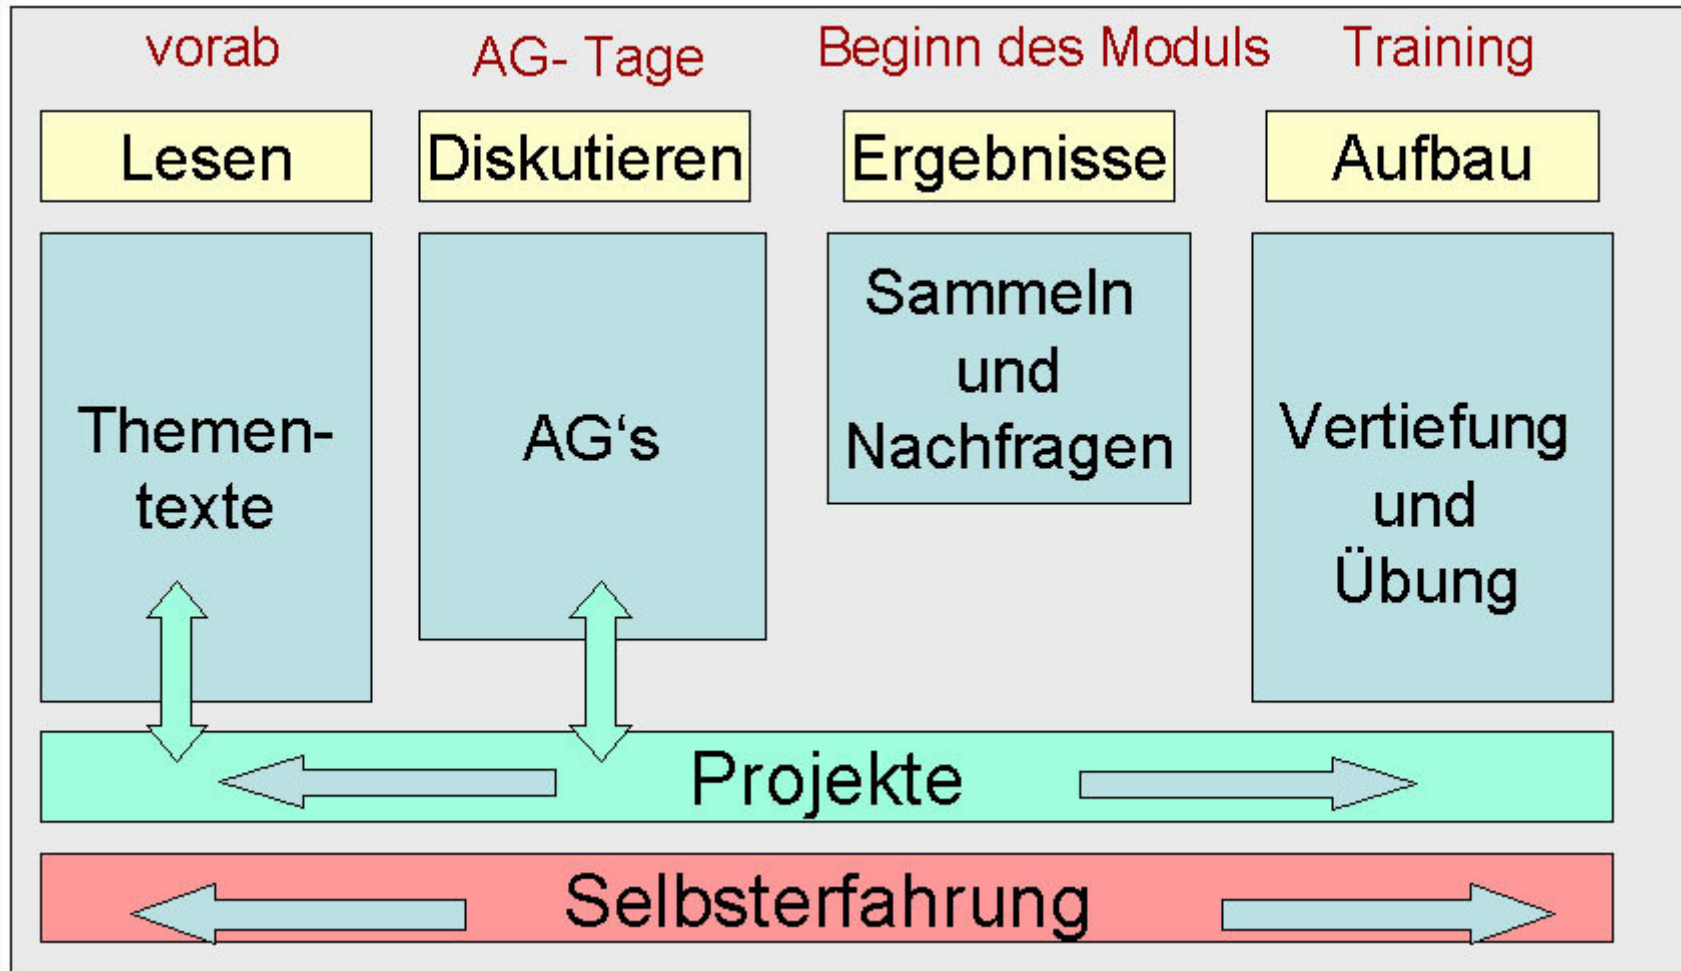 vorab
AG- Tage
Beginn des Moduls
Training
Lesen
Diskutieren
Ergebnisse
Aufbau
Themen-
texte
AG‘s
Sammeln
und
Nachfragen
Vertiefung
und
Übung
Projekte
Selbsterfahrung